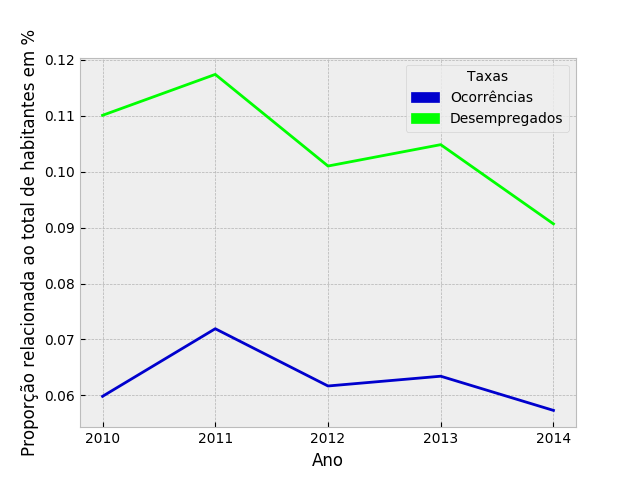 Proporção relacionada ao total de habitantes em %
0.12
0.11
0.10
0.09
0.08
0.07
0.06
Taxas
Ocorrências
Desempregados
2010 2011 2012 2013 2014
Ano